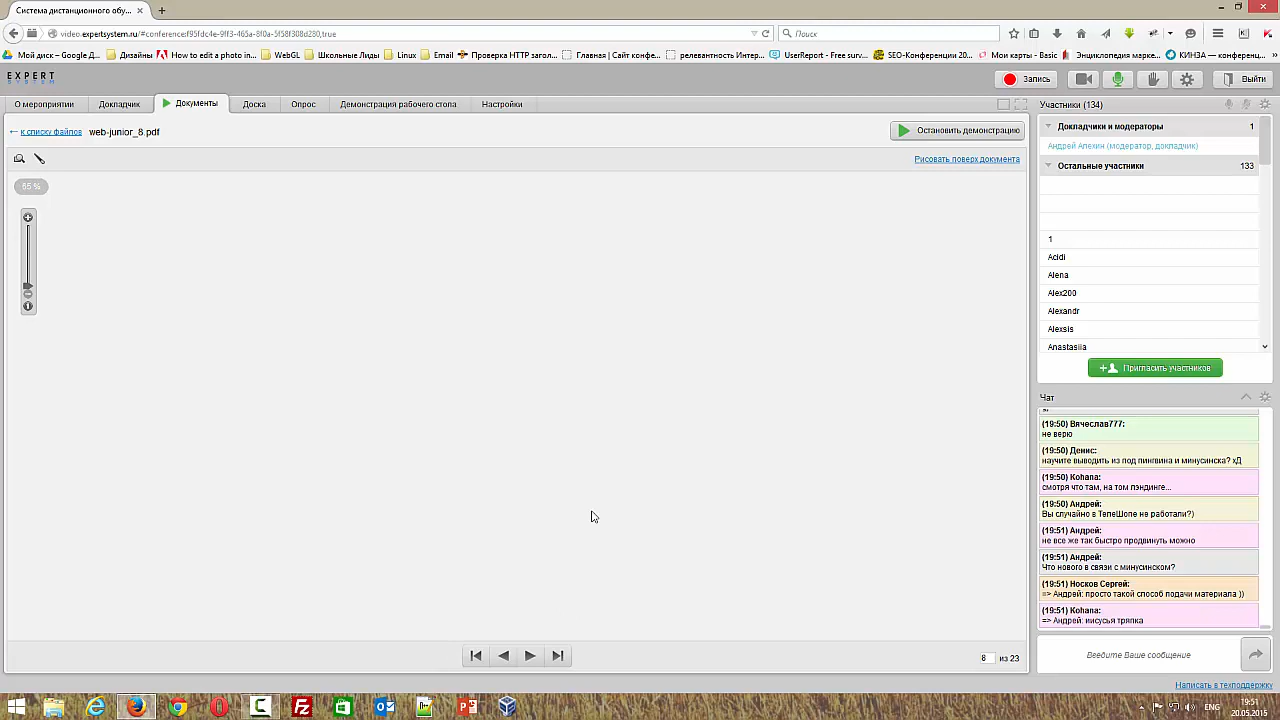 Система дистанционного обу...
video.expertsystem.ru/#conference:f95fdc4e-9ff3-465a-8f0a-5f58f308d280,true
Поиск
Мой диск – Google Д...
Дизайны
How to edit a photo in...
WebGL
Школьные Лиды
Linux
Email
Проверка HTTP загол...
Главная | Сайт конфе...
релевантность Интер...
UserReport - Free surv...
SEO-Конференции 20...
Мои карты - Basic
Энциклопедия марке...
КИНЗА — конференц...
EXPERT
SYSTEM
Запись
Выйти
О мероприятии
Докладчик
Документы
Доска
Опрос
Демонстрация рабочего стола
Настройки
Участники (134)
к списку файлов
web-junior_8.pdf
Остановить демонстрацию
Докладчики и модераторы 1
Андрей Алехин (модератор, докладчик)
Рисовать поверх документа
Остальные участники 133
55 %
1
Acidi
Alena
Alex200
Alexandr
Alexsis
Anastasiia
Пригласить участников
Чат
(19:50) Вячеслав777:
не верю
(19:50) Денис:
научите выводить из под пингвина и минусинска? хД
(19:50) Kohana:
смотря что там, на том лэндинге...
(19:50) Андрей:
Вы случайно в ТелеШопе не работали?)
(19:51) Андрей:
не все же так быстро продвинуть можно
(19:51) Андрей:
Что нового в связи с минусинском?
(19:51) Носков Сергей:
=> Андрей: просто такой способ подачи материала ))
(19:51) Kohana:
=> Андрей: иисусья тряпка
8 из 23
Введите Ваше сообщение
Написать в техподдержку
ENG
19:51
20.05.2015